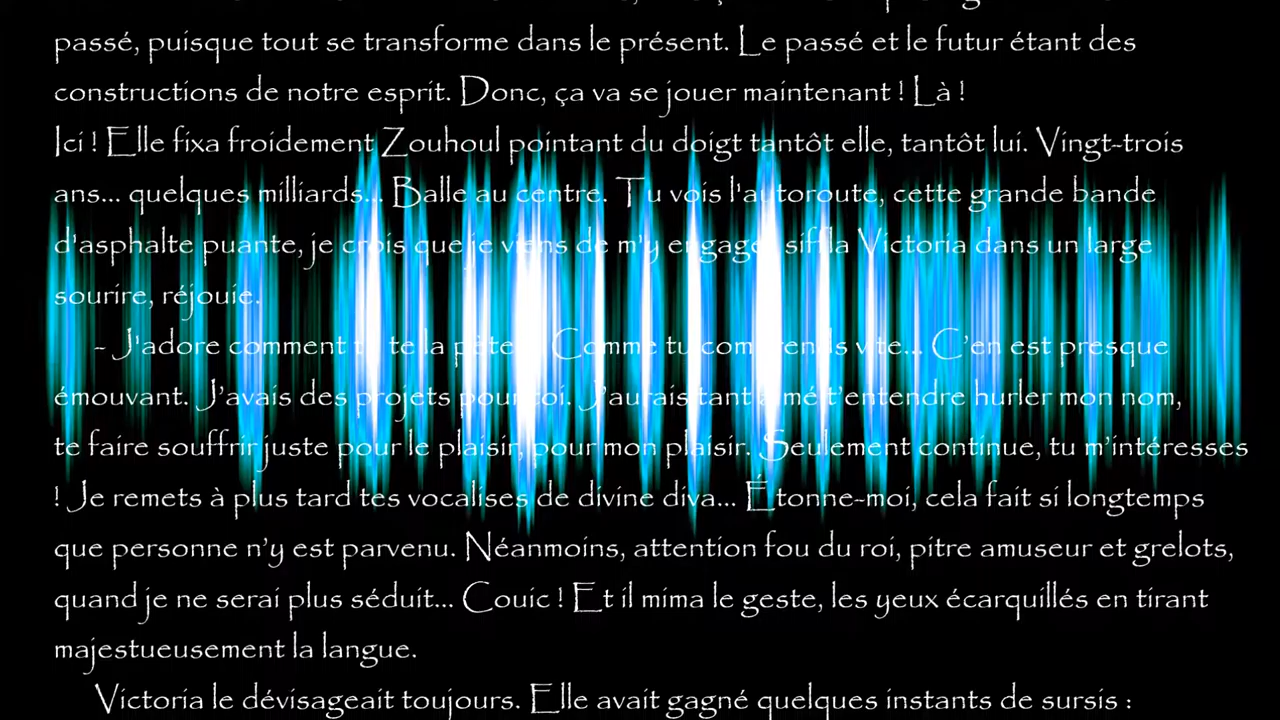 passé, puisque tout se transforme dans le présent. Le passé et le futur étant des
constructions de notre esprit. Donc, ça va se jouer maintenant ! Là !
Ici ! Elle fixa froidement Zouhoul pointant du doigt tantôt elle, tantôt lui. Vingt-trois
ans... quelques milliards... Balle au centre. Tu vois l'autoroute, cette grande bande
d'asphalte puante, je crois que je viens de m'y engager siffla Victoria dans un large
sourire, réjouie.
- J'adore comment tu te la pètes ! Comme tu comprends vite... C'en est presque
émouvant. J'avais des projets pour toi. J'aurais tant aimé t'entendre hurler mon nom,
te faire souffrir juste pour le plaisir, pour mon plaisir. Seulement continue, tu m'intéresses
! Je remets à plus tard tes vocalises de divine diva... Étonne-moi, cela fait si longtemps
que personne n'y est parvenu. Néanmoins, attention fou du roi, pitre amuseur et grelots,
quand je ne serai plus séduit... Couic ! Et il mima le geste, les yeux écarquillés en tirant
majestueusement la langue.
Victoria le dévisageait toujours. Elle avait gagné quelques instants de sursis :